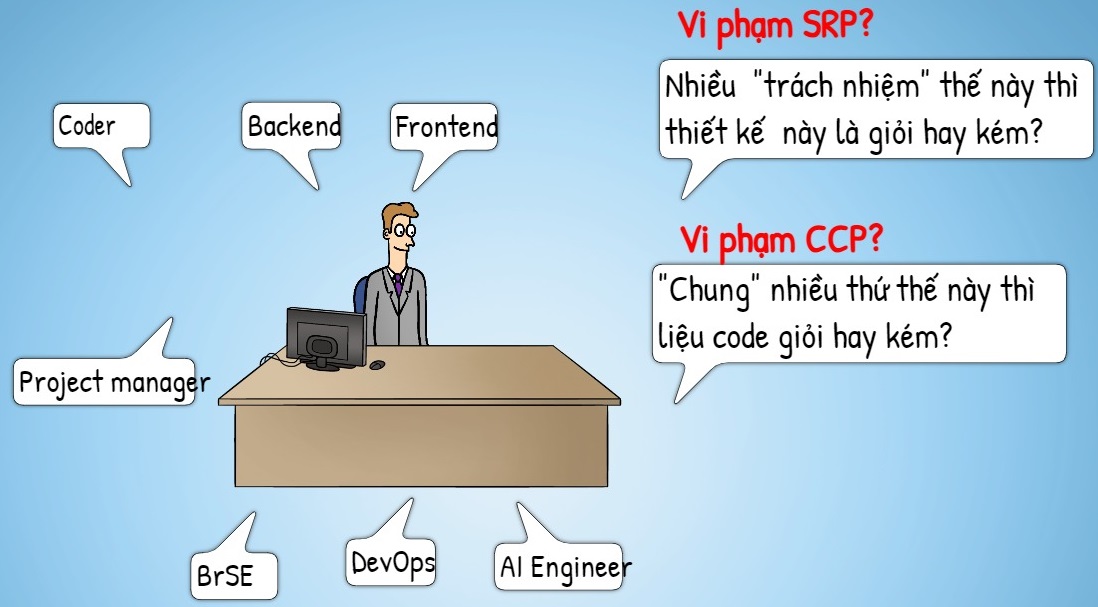 Vi phạm SRP?
Nhiều "trách nhiệm" thế này thì
thiết kế này là giỏi hay kém?
Coder
Backend
Frontend
Vi phạm CCP?
"Chung" nhiều thứ thế này thì
liệu code giỏi hay kém?
Project manager
BrSE
DevOps
AI Engineer